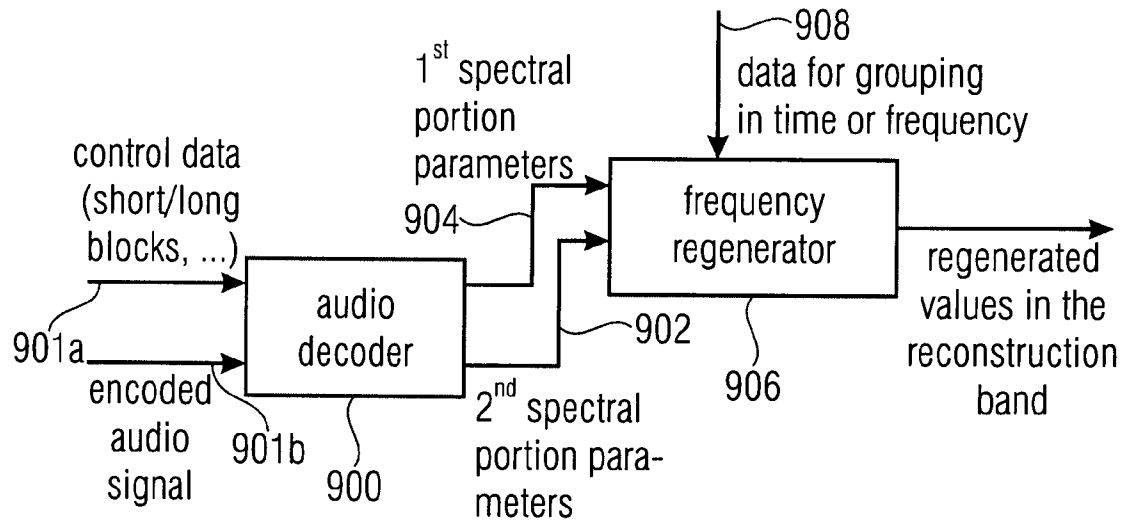 908
data for grouping
in time or frequency
1st spectral
portion
parameters
904
control data
(short/long
blocks, ...)
901a
encoded
audio
signal
901b
audio
decoder
900
902
2nd spectral
portion para-
meters
frequency
regenerator
906
regenerated
values in the
reconstruction
band